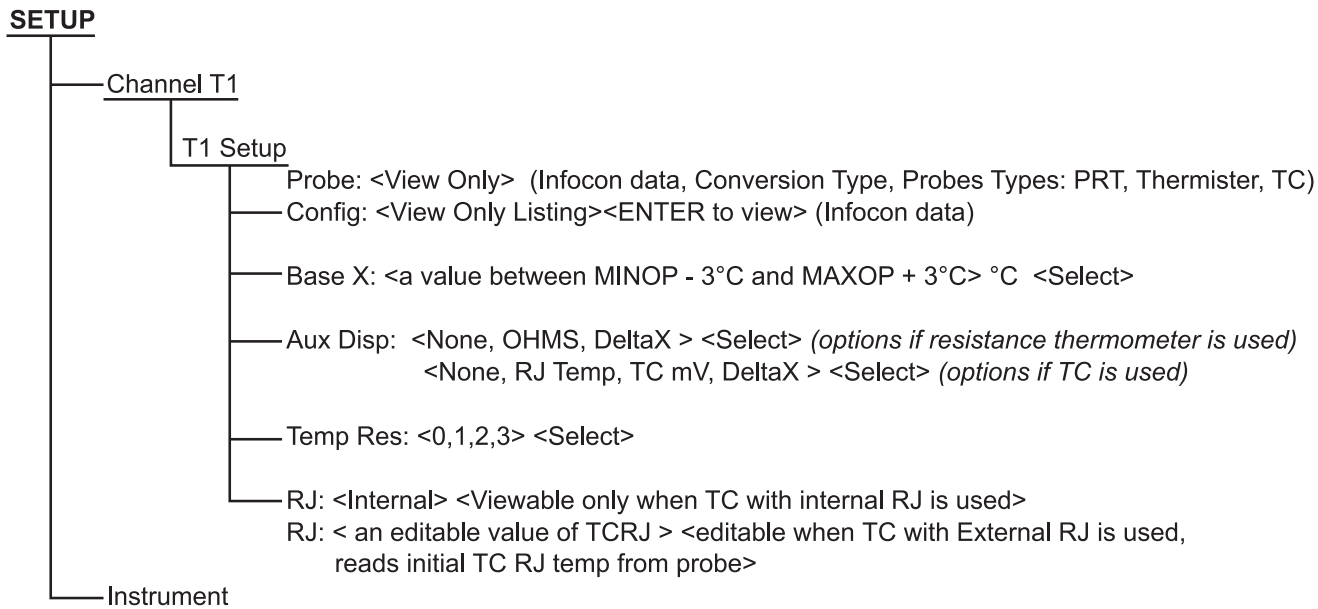 SETUP
Channel T1
T1 Setup
Probe: <View Only> (Infocon data, Conversion Type, Probes Types: PRT, Thermister, TC)
Config: <View Only Listing><ENTER to view> (Infocon data)
Base X: <a value between MINOP - 3°C and MAXOP + 3°C> °C <Select>
Aux Disp: <None, OHMS, DeltaX > <Select> (options if resistance thermometer is used)
<None, RJ Temp, TC mV, DeltaX > <Select> (options if TC is used)
Temp Res: <0,1,2,3> <Select>
RJ: <Internal> <Viewable only when TC with internal RJ is used>
RJ: < an editable value of TCRJ > <editable when TC with External RJ is used,
reads initial TC RJ temp from probe>
Instrument